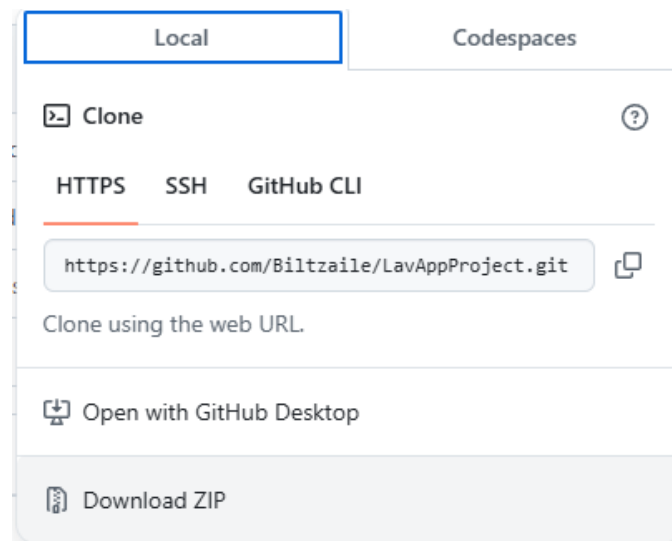 Local Codespaces
Clone
HTTPS SSH GitHub CLI
https://github.com/Biltzaile/LavAppProject.git
Clone using the web URL.
Open with GitHub Desktop
Download ZIP